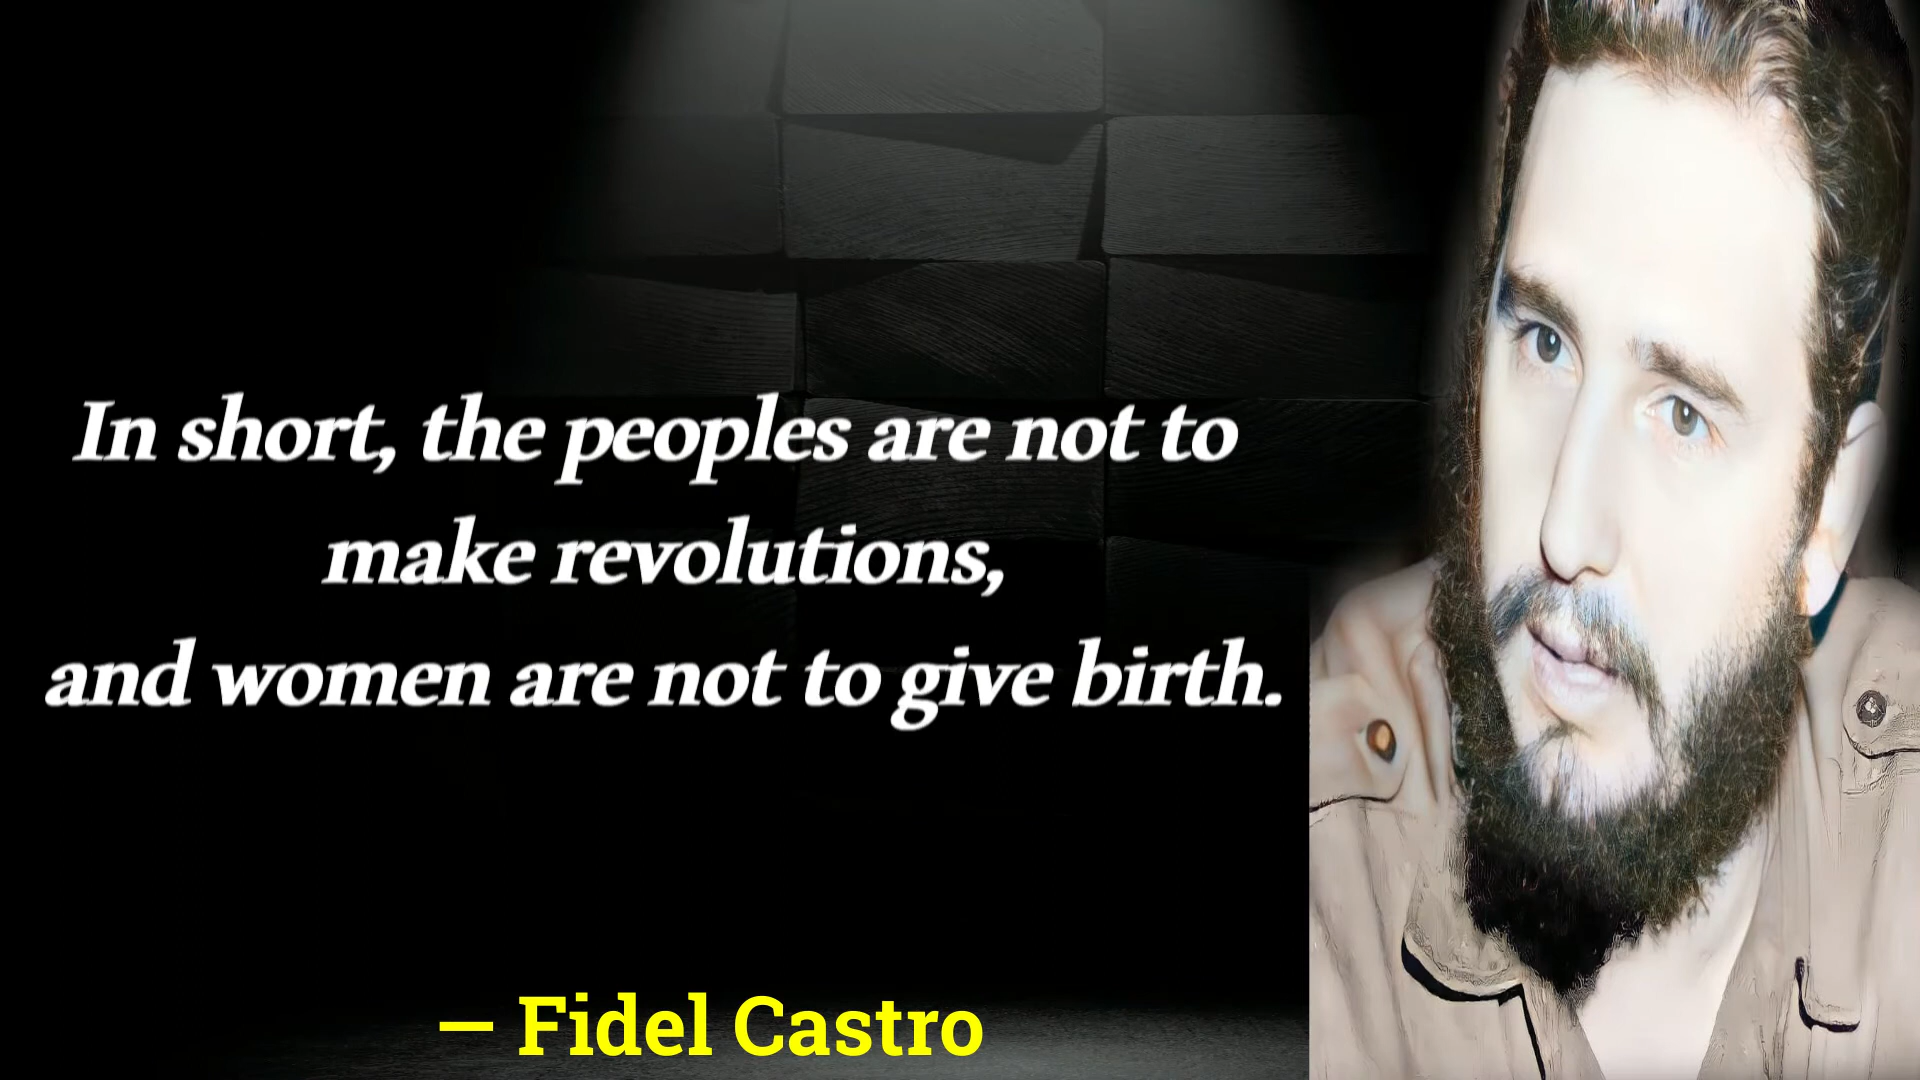 In short, the peoples are not to
make revolutions,
and women are not to give birth.
— Fidel Castro